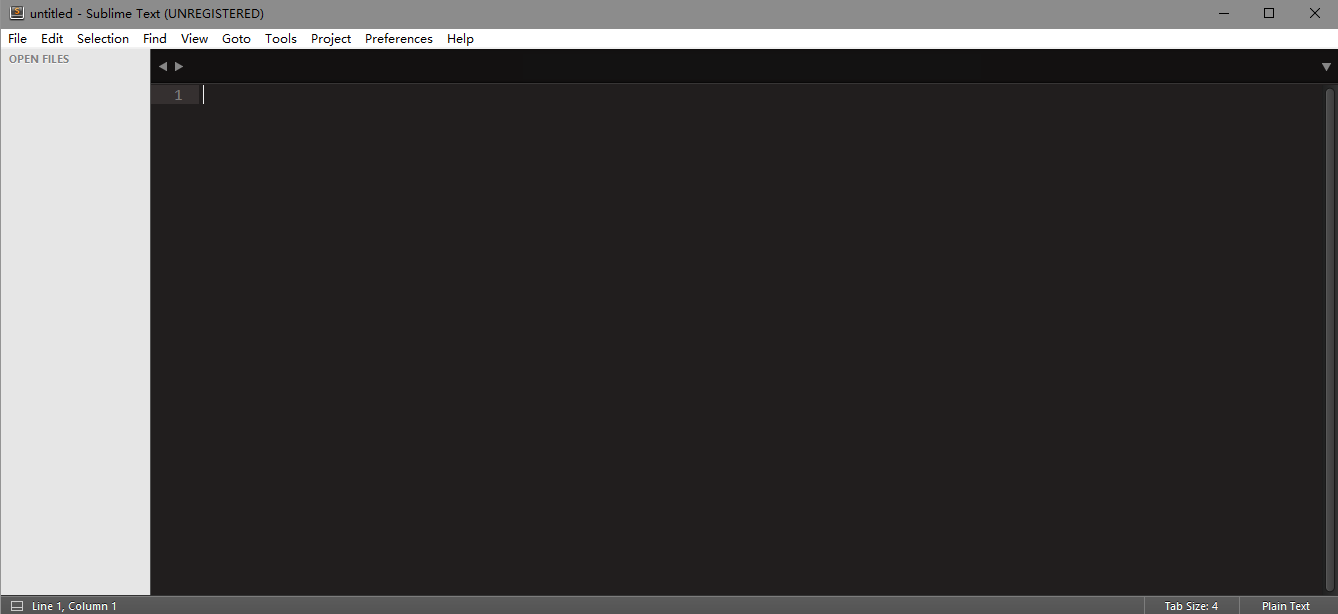 untitled - Sublime Text (UNREGISTERED)
File Edit Selection Find View Goto Tools Project Preferences Help
OPEN FILES
1
Line 1, Column 1 Tab Size: 4 Plain Text